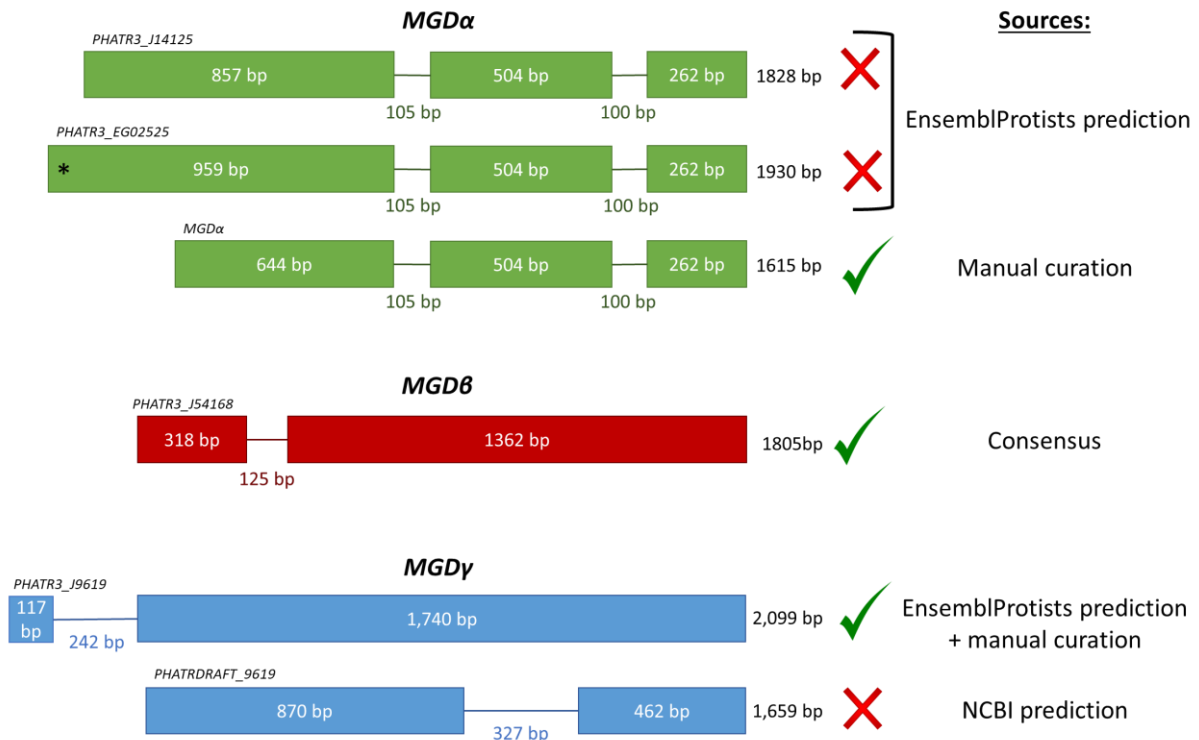 MGDα
Sources:
PHATR3_J14125
857 bp
504 bp
262 bp
1828 bp
105 bp
100 bp
EnsemblProtists prediction
PHATR3_EG02525
*
959 bp
504 bp
262 bp
1930 bp
105 bp
100 bp
MGDα
644 bp
504 bp
262 bp
1615 bp
Manual curation
105 bp
100 bp
MGDβ
PHATR3_J54168
318 bp
1362 bp
1805bp
Consensus
125 bp
MGDγ
PHATR3_J9619
117
bp
1,740 bp
2,099 bp
EnsemblProtists prediction
+ manual curation
242 bp
PHATRDRAFT_9619
870 bp
462 bp
1,659 bp
NCBI prediction
327 bp